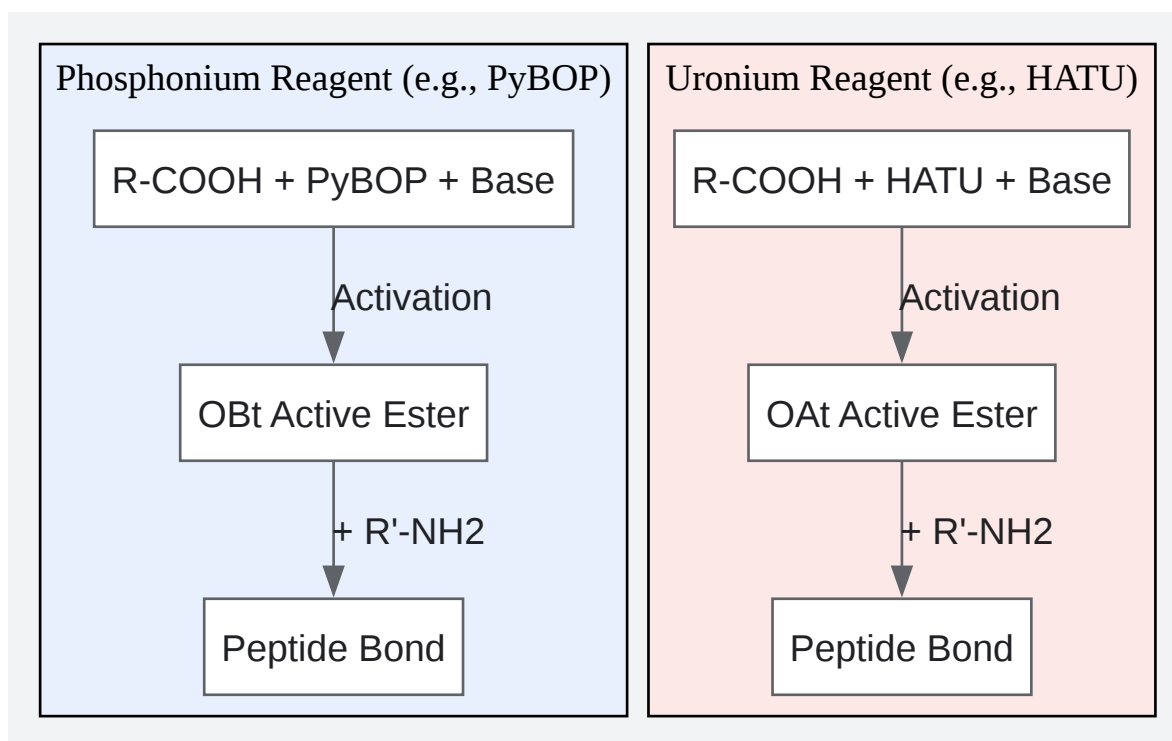 Phosphonium Reagent (e.g., PyBOP)
R-COOH + PyBOP + Base
Activation
OBt Active Ester
+ R'-NH2
Peptide Bond
Uronium Reagent (e.g., HATU)
R-COOH + HATU + Base
Activation
OAt Active Ester
+ R'-NH2
Peptide Bond